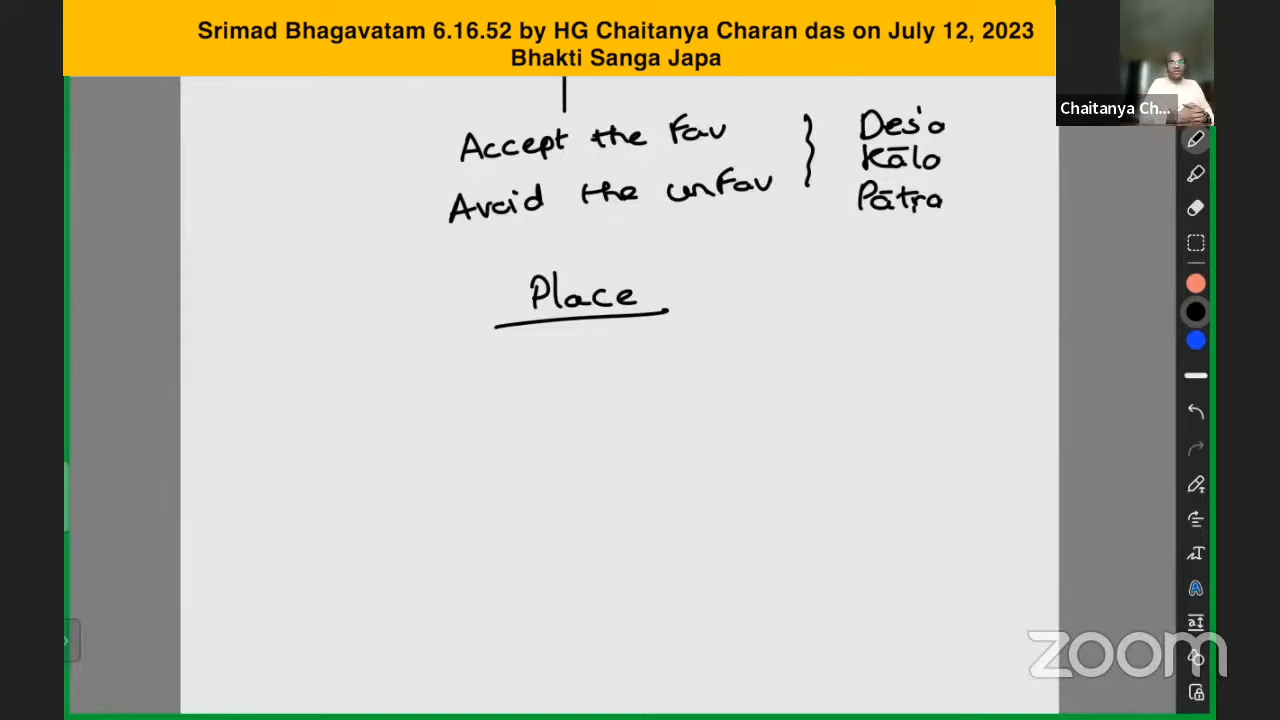 Srimad Bhagavatam 6.16.52 by HG Chaitanya Charan das on July 12, 2023
Bhakti Sanga Japa
Chaitanya Ch...
Accept the Fav
Avoid the unFav
Deśa
Kāla
Pātra
Place
zoom